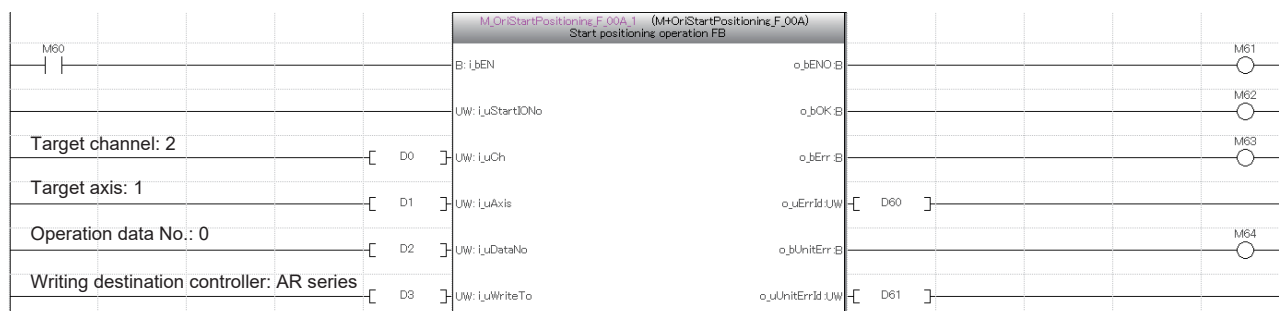 M_OriStartPositioning_F_00A_1 (M+OriStartPositioning_F_00A)
Start positioning operation FB
M60
B: i_bEN
o_bENO :B
M61
UW: i_uStartIONo
o_bOK :B
M62
Target channel: 2
D0
UW: i_uCh
o_bErr :B
M63
Target axis: 1
D1
UW: i_uAxis
o_uErrId :UW
D60
Operation data No.: 0
D2
UW: i_uDataNo
o_bUnitErr :B
M64
Writing destination controller: AR series
D3
UW: i_uWriteTo
o_uUnitErrId :UW
D61